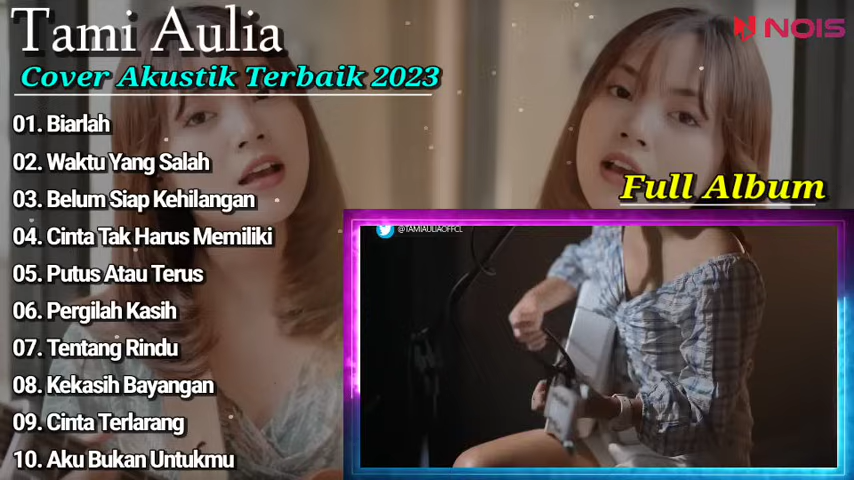 Tami Aulia
Cover Akustik Terbaik 2023
NOIS
01. Biarlah
02. Waktu Yang Salah
03. Belum Siap Kehilangan
04. Cinta Tak Harus Memiliki
05. Putus Atau Terus
06. Pergilah Kasih
07. Tentang Rindu
08. Kekasih Bayangan
09. Cinta Terlarang
10. Aku Bukan Untukmu
Full Album
@TAMIAULIAOFFCL